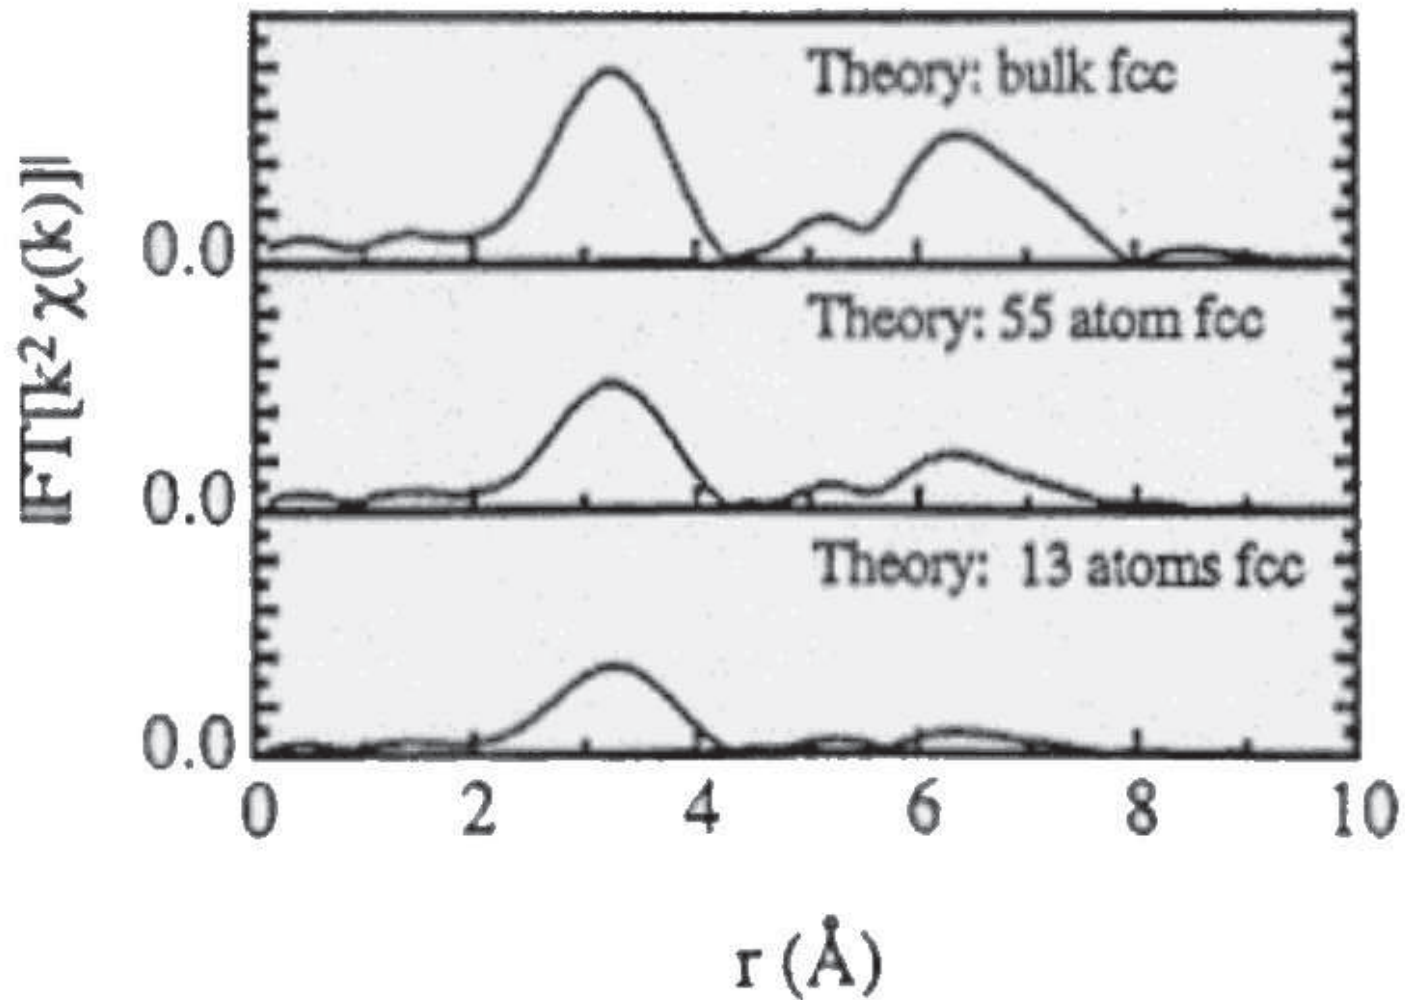 |FT[k² χ(k)]|
Theory: bulk fcc
0.0
Theory: 55 atom fcc
0.0
Theory: 13 atoms fcc
0.0
0 2 4 6 8 10
r (Å)